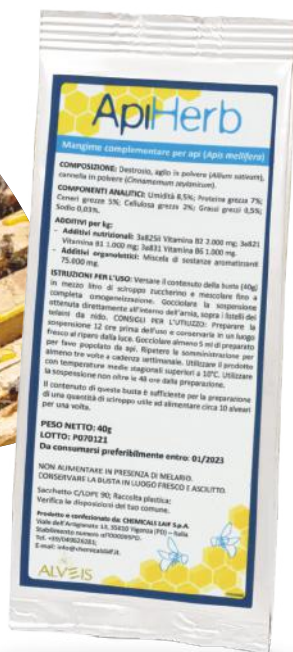 ApiHerb
Mangime complementare per api (Apis mellifera)
COMPOSIZIONE: Destrosio, aglio in polvere (Allium sativum),
cannella in polvere (Cinnamomum zeylanicum).
COMPONENTI ANALITICI: Umidità 8,5%; Proteine grezze 7%;
Ceneri grezze 5%; Cellulosa grezze 2%; Grassi grezzi 0,5%;
Sodio 0,03%.
ADDITIVI per kg:
- Additivi nutrizionali: 3a825ii Vitamina B2 2.000 mg; 3a821
Vitamina B1 1.000 mg; 3a831 Vitamina B6 1.000 mg.
- Additivi organolettici: Miscela di sostanze aromatizzanti
75.000 mg.
ISTRUZIONI PER L'USO: Versare il contenuto della busta (40g)
in mezzo litro di sciroppo zuccherino e mescolare fino a
completa omogeneizzazione. Gocciolare la sospensione
ottenuta direttamente all'interno dell'arnia, sopra i listelli dei
telaini da nido. CONSIGLI PER L'UTILIZZO: Preparare la
sospensione 12 ore prima dell'uso e conservarla in un luogo
fresco al riparo dalla luce. Gocciolare almeno 5 ml di preparato
per favo popolato da api. Ripetere la somministrazione per
almeno tre volte a cadenza settimanale. Utilizzare il prodotto
con temperature medie stagionali superiori a 10°C. Utilizzare
la sospensione non oltre le 48 ore dalla preparazione.
Il contenuto di questa busta è sufficiente per la preparazione
di una quantità di sciroppo utile ad alimentare circa 10 alveari
per una volta.
PESO NETTO: 40g
LOTTO: P070121
Da consumarsi preferibilmente entro: 01/2023
NON ALIMENTARE IN PRESENZA DI MELARIO.
CONSERVARE LA BUSTA IN LUOGO FRESCO E ASCIUTTO.
Sacchetto C/LDPE 90; Raccolta plastica:
Verifica le disposizioni del tuo comune.
Prodotto e confezionato da: CHEMICALS LAIF S.p.A.
Viale dell'Artigianato 13, 35010 Vigonza (PD) – Italia
Stabilimento numero
E-mail: info@chemicalslaif.it
ALVEIS